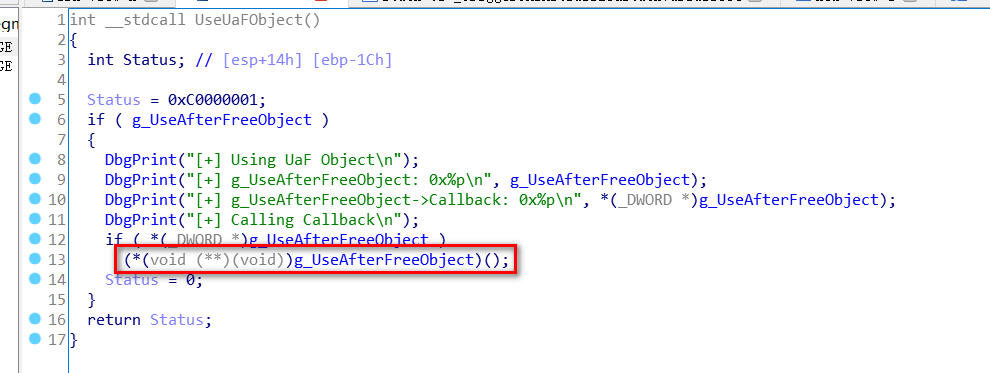 egm
GE
GE
1 int __stdcall UseUaFObject()
2 {
3 int Status; // [esp+14h] [ebp-1Ch]
4
5 Status = 0xC0000001;
6 if ( g_UseAfterFreeObject )
7 {
8 DbgPrint("[+] Using UaF Object\n");
9 DbgPrint("[+] g_UseAfterFreeObject: 0x%p\n", g_UseAfterFreeObject);
10 DbgPrint("[+] g_UseAfterFreeObject->Callback: 0x%p\n", *(_DWORD *)g_UseAfterFreeObject);
11 DbgPrint("[+] Calling Callback\n");
12 if ( *(_DWORD *)g_UseAfterFreeObject )
13 (*(void (**)(void))g_UseAfterFreeObject)();
14 Status = 0;
15 }
16 return Status;
17 }